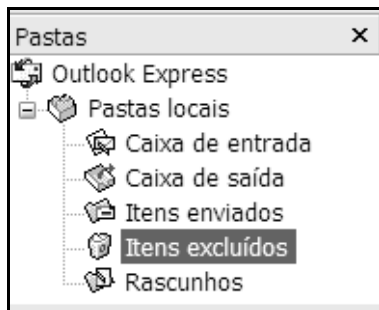 Pastas ×
Outlook Express
Pastas locais
Caixa de entrada
Caixa de saída
Itens enviados
Itens excluídos
Rascunhos